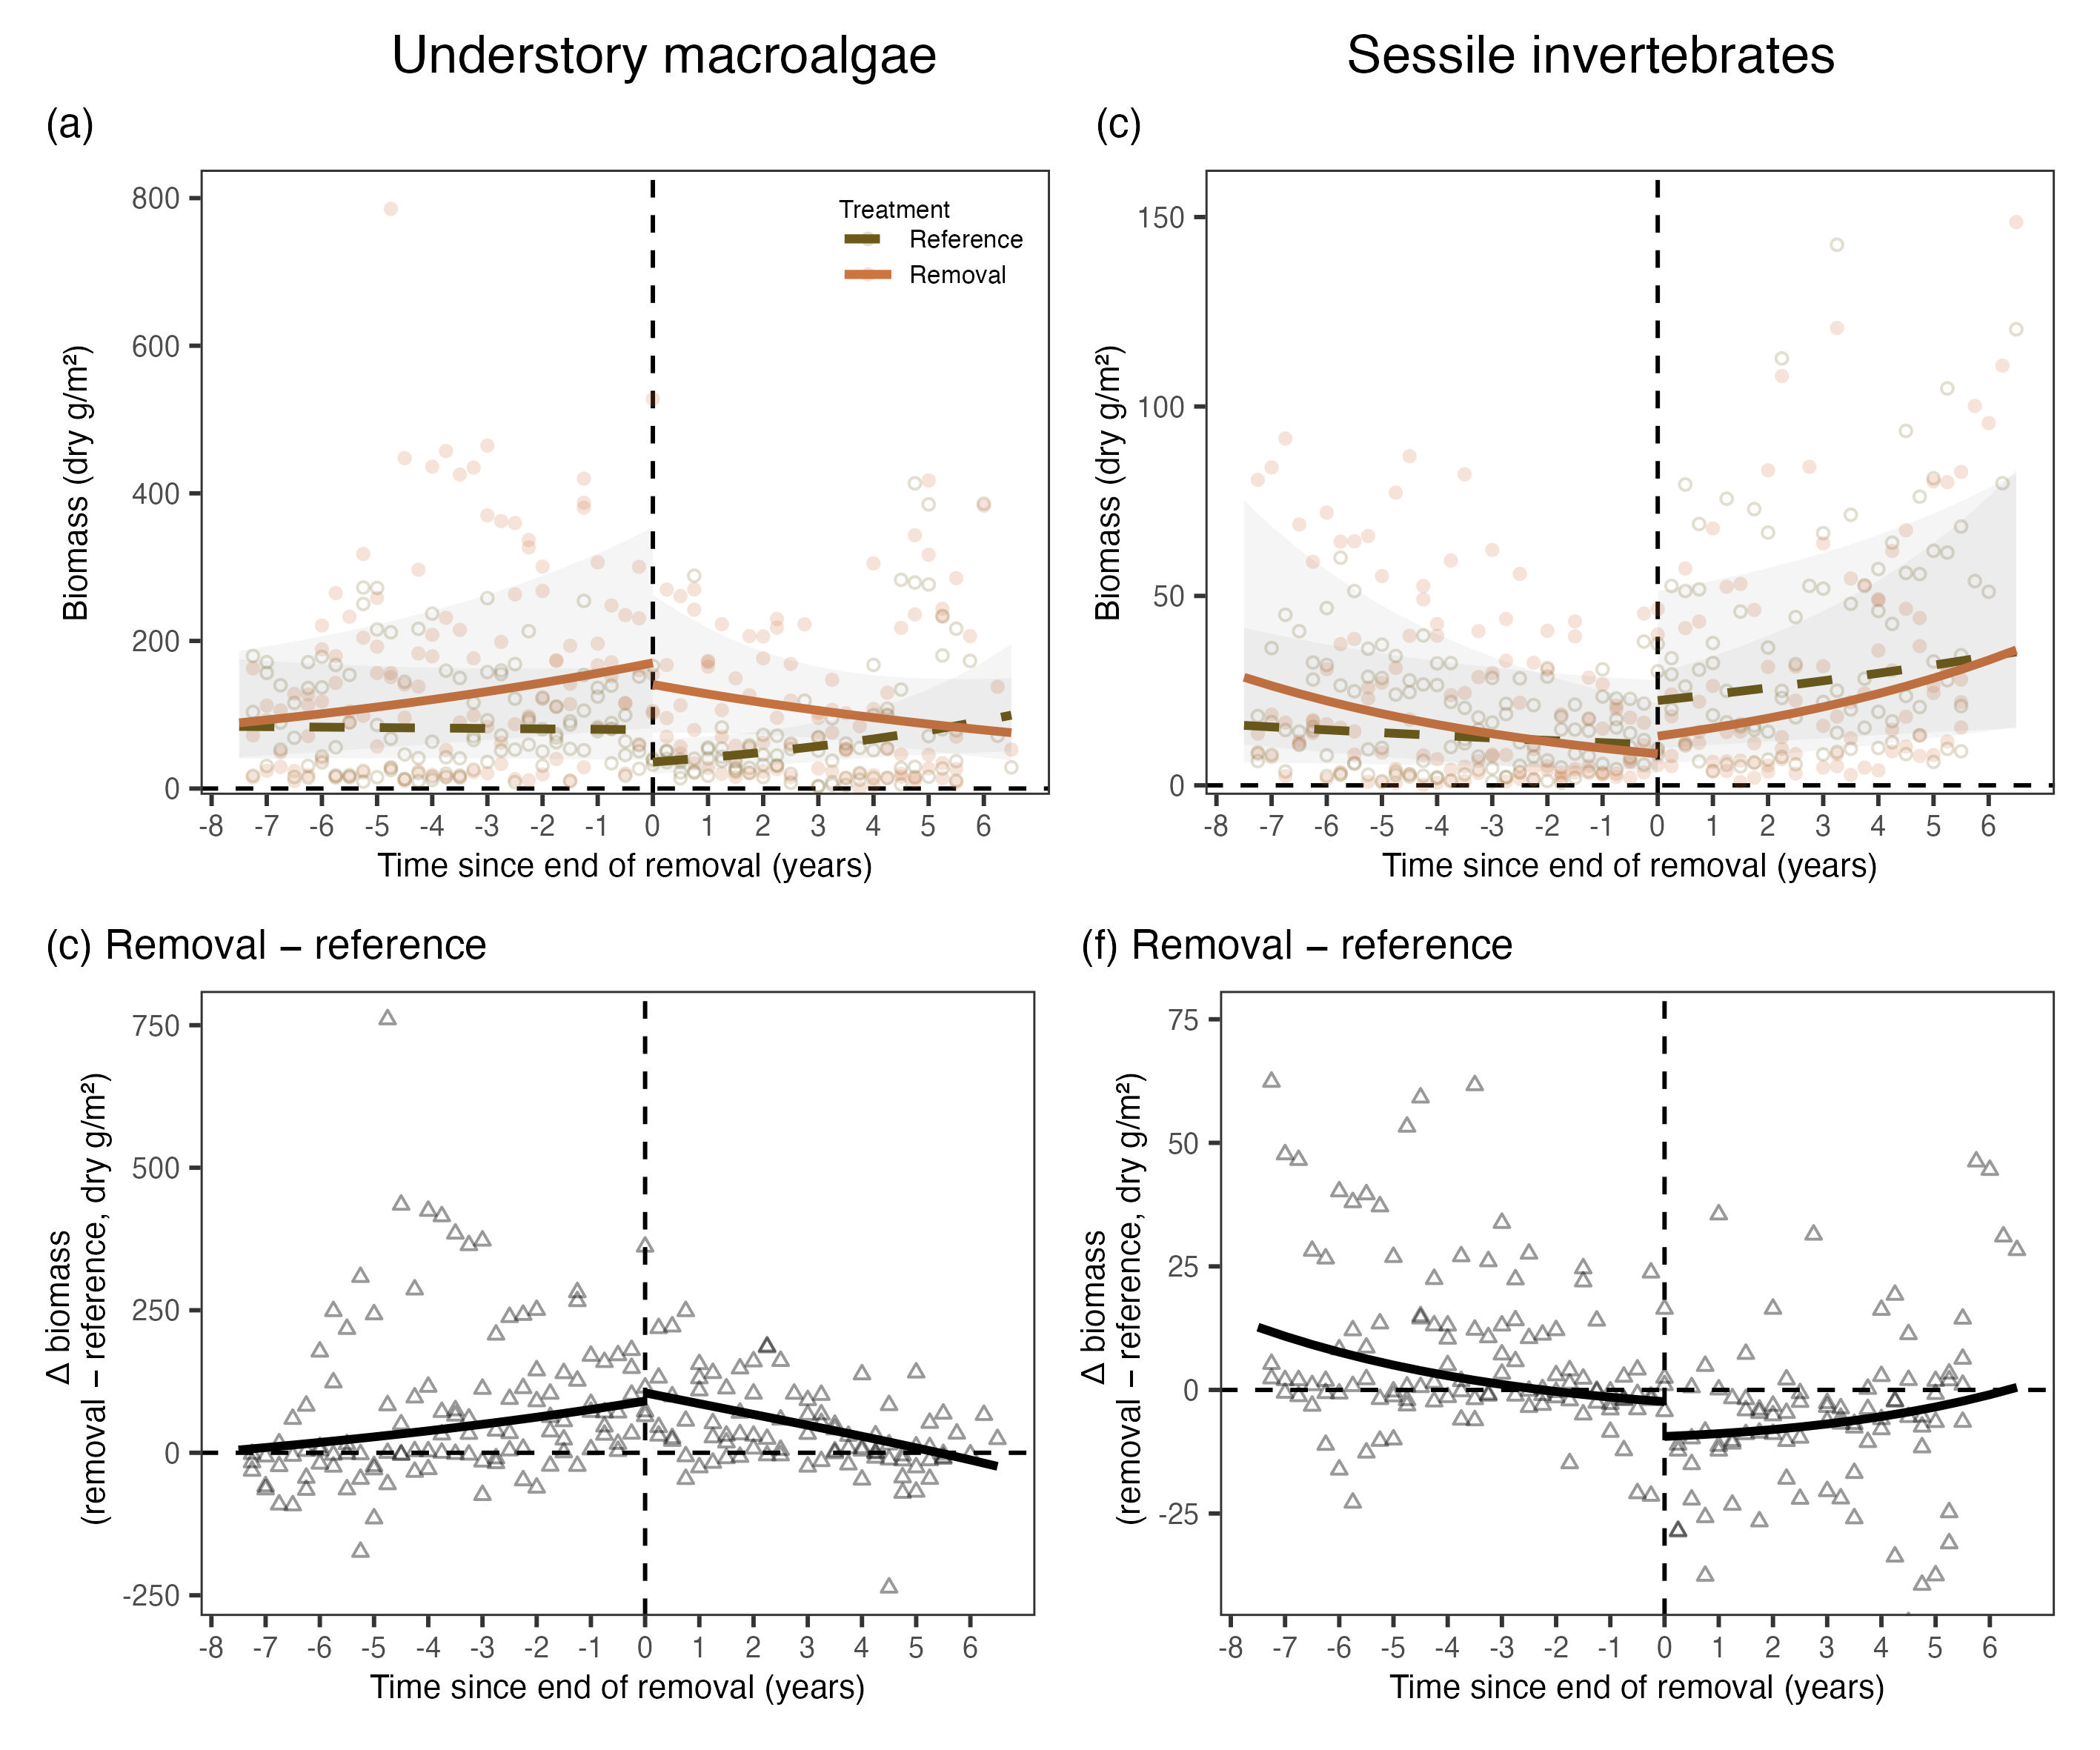 Understory macroalgae
Sessile invertebrates
(a)
800
600
400
200
0
Biomass (dry g/m²)
Treatment
Reference
Removal
-8 -7 -6 -5 -4 -3 -2 -1 0 1 2 3 4 5 6
Time since end of removal (years)
(c)
150
100
50
0
Biomass (dry g/m²)
-8 -7 -6 -5 -4 -3 -2 -1 0 1 2 3 4 5 6
Time since end of removal (years)
(c) Removal – reference
750
500
250
0
-250
Δ biomass
(removal – reference, dry g/m²)
-8 -7 -6 -5 -4 -3 -2 -1 0 1 2 3 4 5 6
Time since end of removal (years)
(f) Removal – reference
75
50
25
0
-25
Δ biomass
(removal – reference, dry g/m²)
-8 -7 -6 -5 -4 -3 -2 -1 0 1 2 3 4 5 6
Time since end of removal (years)